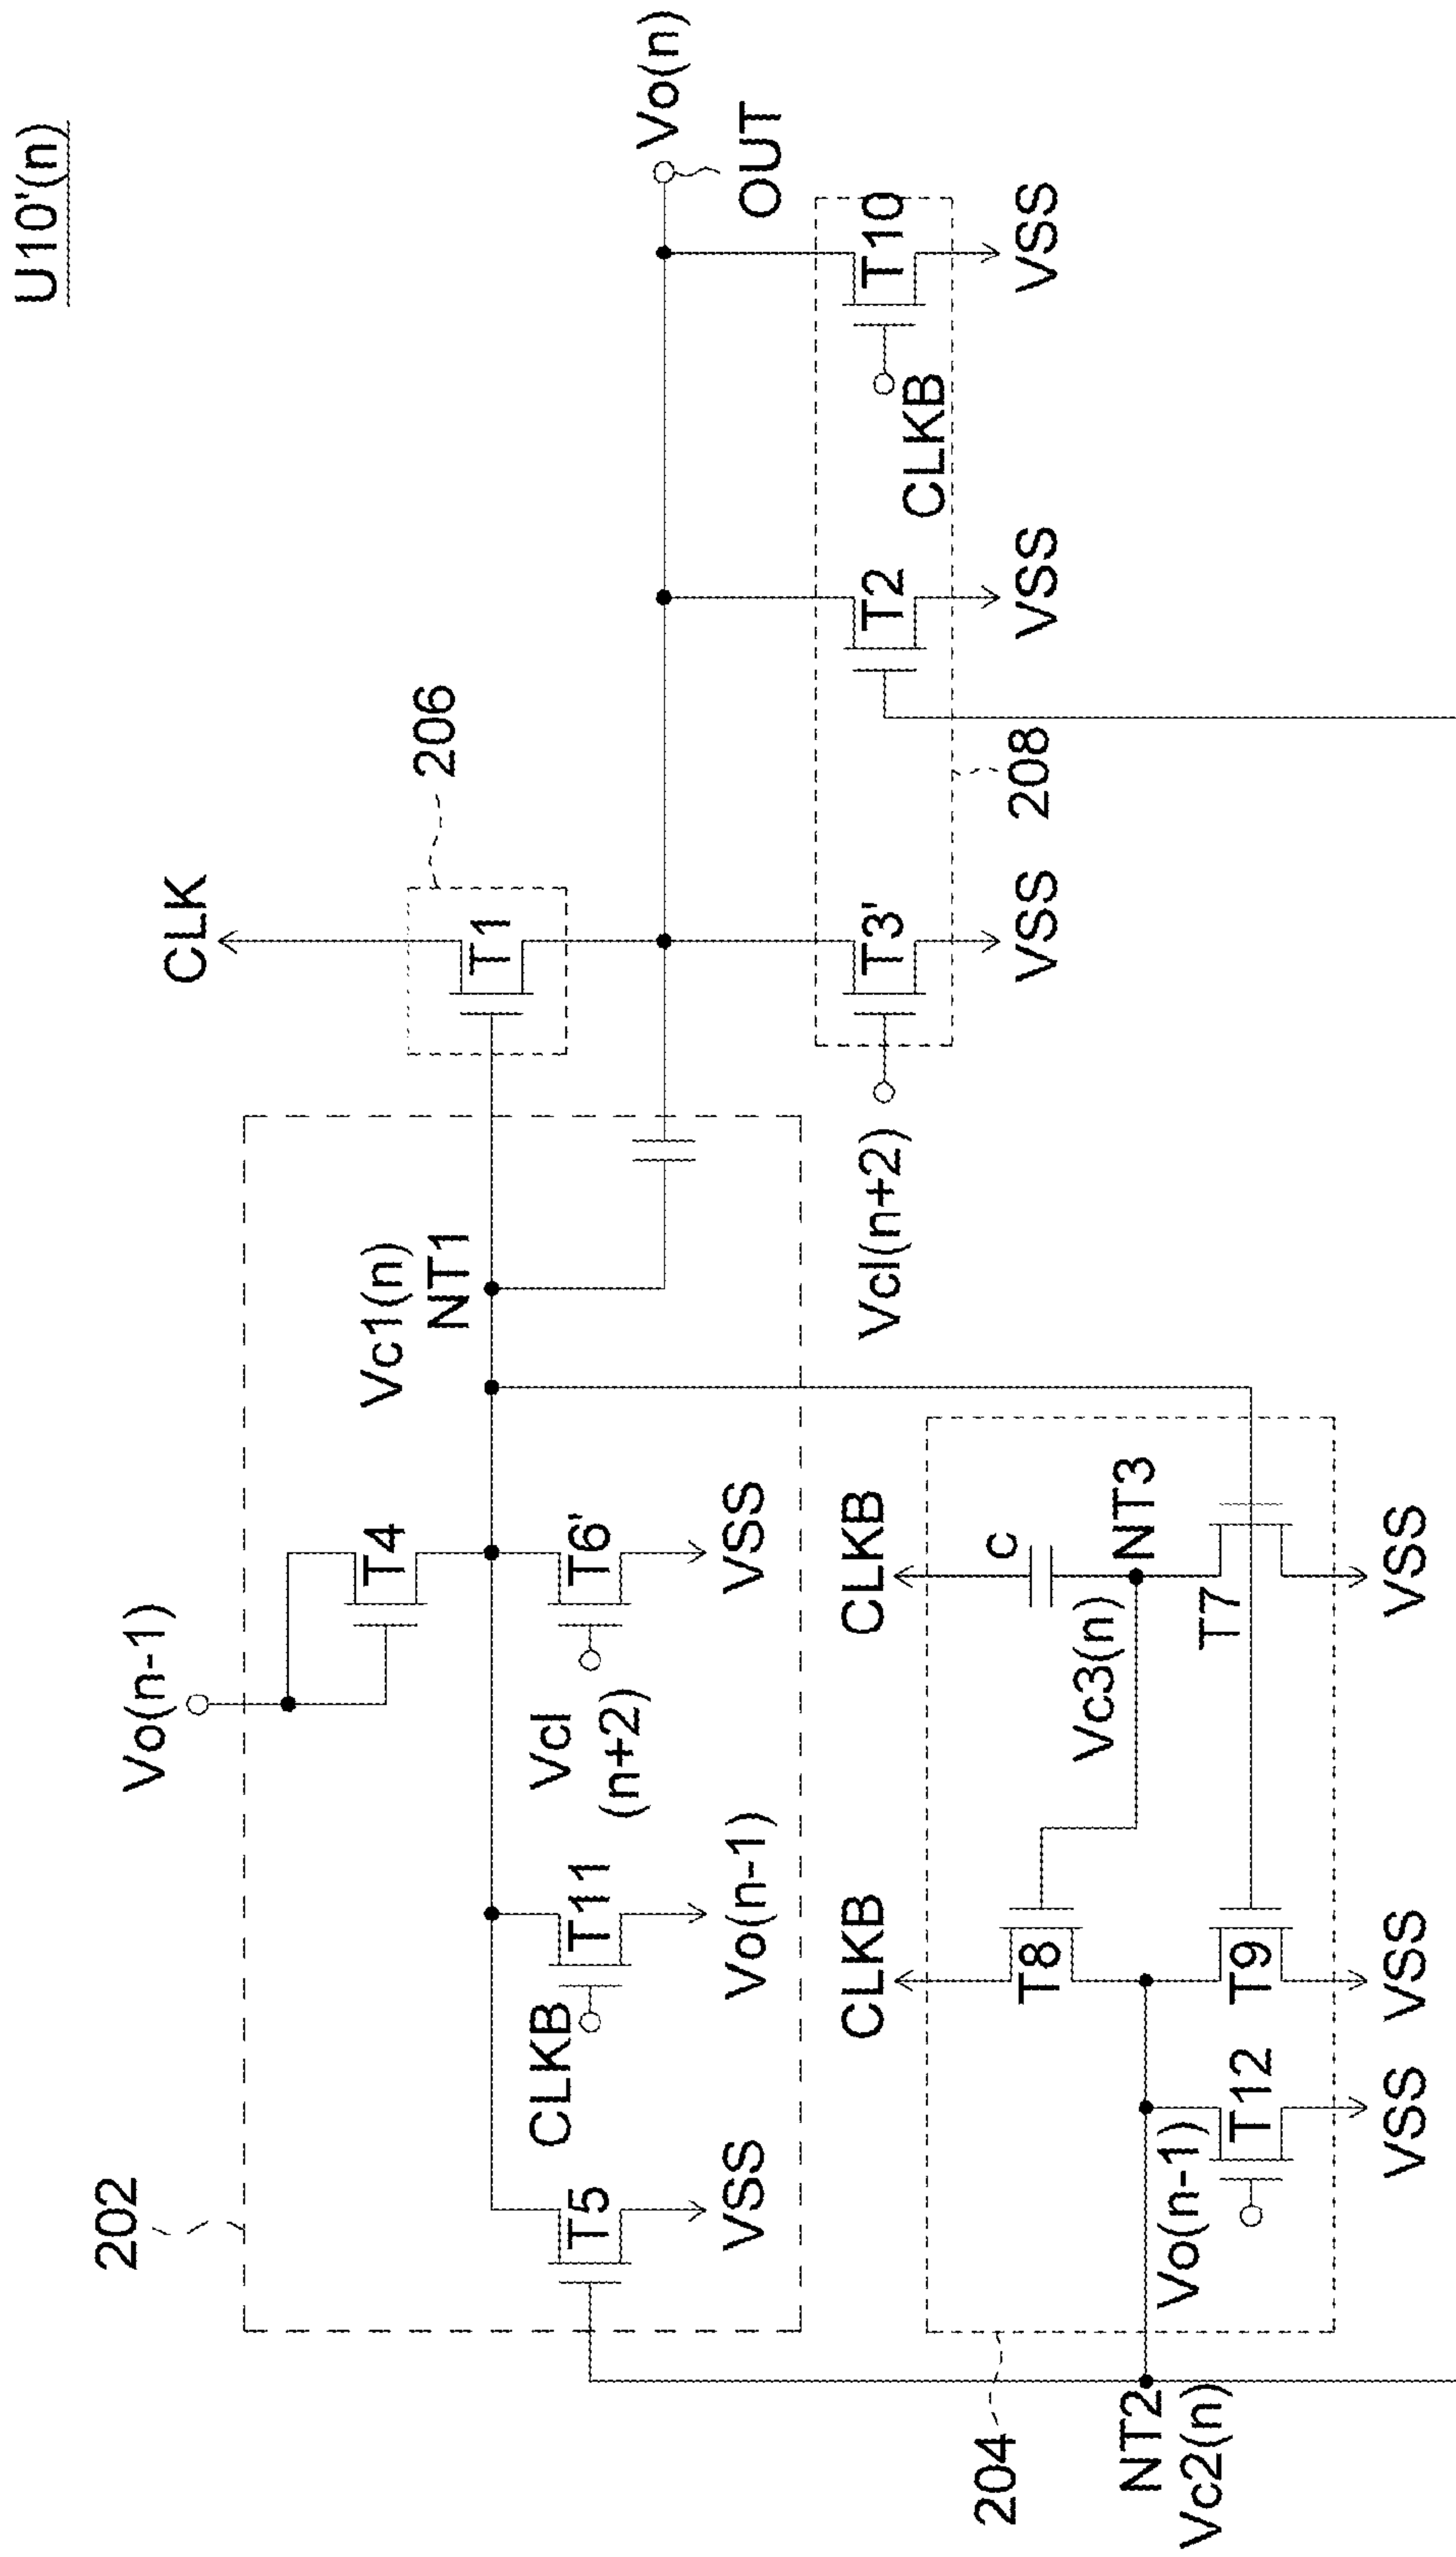 U10'(n)
CLK
206
T1
Vo(n)
OUT
Vo(n-1)
202
T4
Vc1(n)
NT1
T5
VSS
CLKB
T11
Vo(n-1)
Vcl
(n+2)
T6'
VSS
Vcl(n+2)
T3'
VSS
208
T2
VSS
CLKB
T10
VSS
204
NT2
Vc2(n)
Vo(n-1)
T12
VSS
CLKB
T8
T9
VSS
CLKB
C
Vc3(n)
NT3
T7
VSS